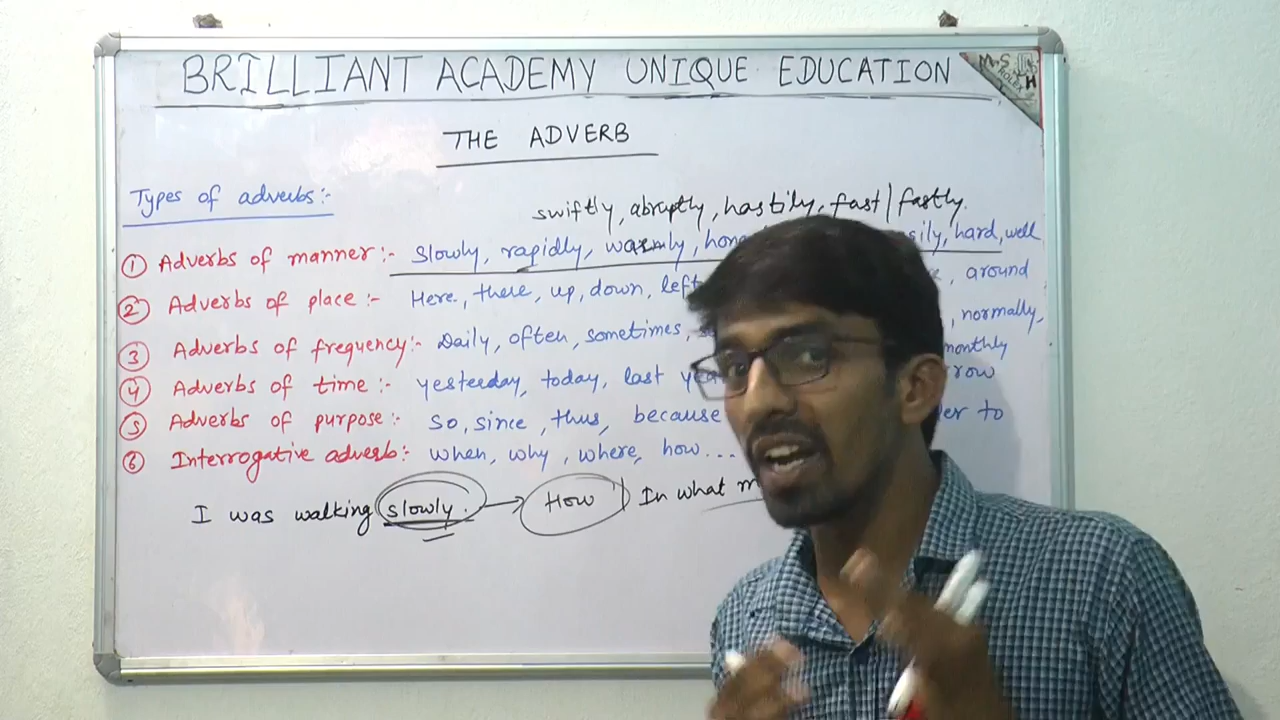 BRILLIANT ACADEMY UNIQUE EDUCATION
M.S
H
THE ADVERB
Types of adverbs:-
swiftly, abruptly, hastily, fast/fastly.
① Adverbs of manner:- slowly, rapidly, warmly, hard, well
② Adverbs of place:- Here, there, up, down, left around
③ Adverbs of frequency:- Daily, often, sometimes, normally,
monthly
④ Adverbs of time:- yesterday, today, last
⑤ Adverbs of purpose:- so, since, thus, because to
⑥ Interrogative adverb:- when, why, where, how...
I was walking slowly. → How / In what